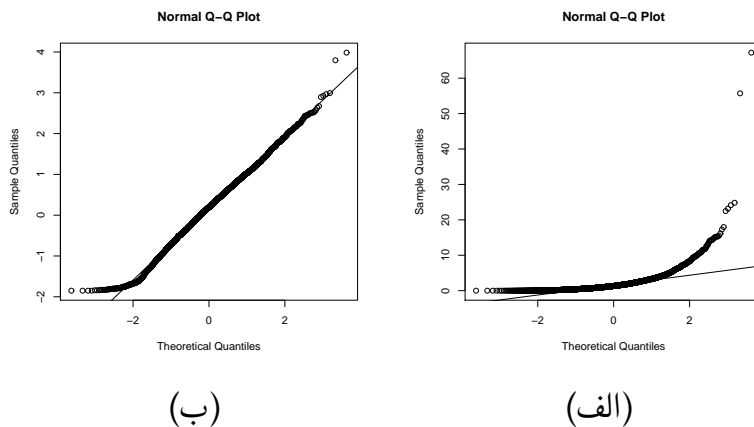 Normal Q−Q Plot
Sample Quantiles
4
3
2
1
0
−1
−2
−2 0 2
Theoretical Quantiles
(ب)
Normal Q−Q Plot
Sample Quantiles
60
50
40
30
20
10
0
−2 0 2
Theoretical Quantiles
(الف)